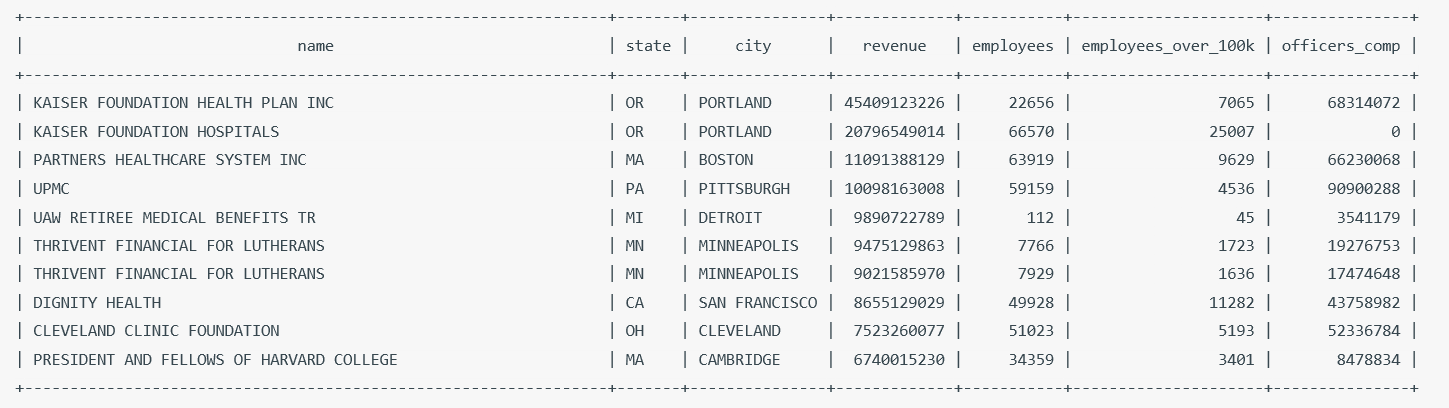 +----------------------------------------------------------------+-------+---------------+-------------+-----------+---------------------+---------------+
| name | state | city | revenue | employees | employees_over_100k | officers_comp |
+----------------------------------------------------------------+-------+---------------+-------------+-----------+---------------------+---------------+
| KAISER FOUNDATION HEALTH PLAN INC | OR | PORTLAND | 45409123226 | 22656 | 7065 | 68314072 |
| KAISER FOUNDATION HOSPITALS | OR | PORTLAND | 20796549014 | 66570 | 25007 | 0 |
| PARTNERS HEALTHCARE SYSTEM INC | MA | BOSTON | 11091388129 | 63919 | 9629 | 66230068 |
| UPMC | PA | PITTSBURGH | 10098163008 | 59159 | 4536 | 90900288 |
| UAW RETIREE MEDICAL BENEFITS TR | MI | DETROIT | 9890722789 | 112 | 45 | 3541179 |
| THRIVENT FINANCIAL FOR LUTHERANS | MN | MINNEAPOLIS | 9475129863 | 7766 | 1723 | 19276753 |
| THRIVENT FINANCIAL FOR LUTHERANS | MN | MINNEAPOLIS | 9021585970 | 7929 | 1636 | 17474648 |
| DIGNITY HEALTH | CA | SAN FRANCISCO | 8655129029 | 49928 | 11282 | 43758982 |
| CLEVELAND CLINIC FOUNDATION | OH | CLEVELAND | 7523260077 | 51023 | 5193 | 52336784 |
| PRESIDENT AND FELLOWS OF HARVARD COLLEGE | MA | CAMBRIDGE | 6740015230 | 34359 | 3401 | 8478834 |
+----------------------------------------------------------------+-------+---------------+-------------+-----------+---------------------+---------------+